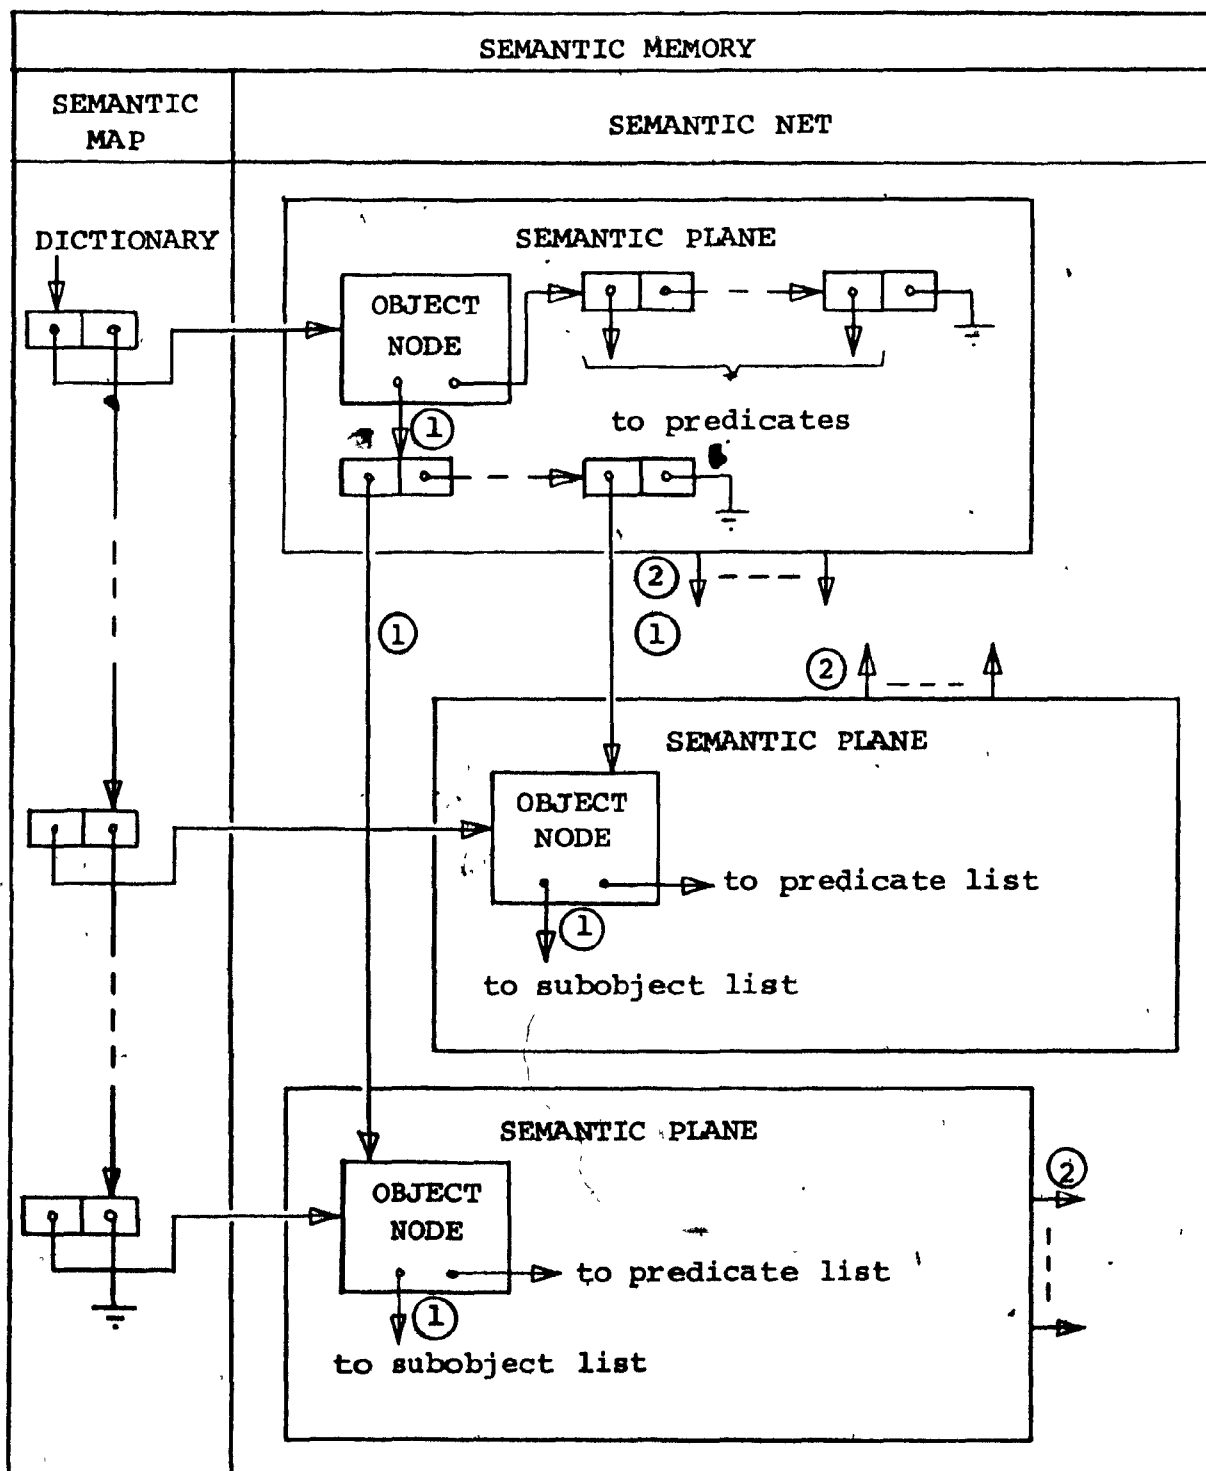 SEMANTIC MEMORY
SEMANTIC
MAP
SEMANTIC NET
DICTIONARY
SEMANTIC PLANE
OBJECT
NODE
to predicates
1
1
2
1
2
SEMANTIC PLANE
OBJECT
NODE
to predicate list
1
to subobject list
SEMANTIC PLANE
2
OBJECT
NODE
to predicate list
1
to subobject list